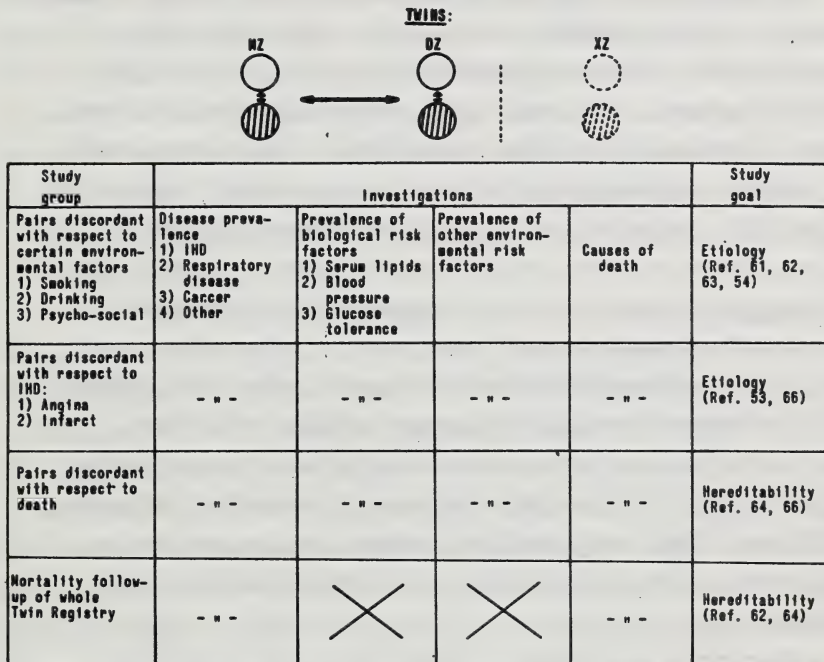 TWINS:
MZ DZ XZ
Study group
Investigations
Study goal
Pairs discordant
with respect to
certain environ-
mental factors
1) Smoking
2) Drinking
3) Psycho-social
Disease preva-
lence
1) IHD
2) Respiratory
disease
3) Cancer
4) Other
Prevalence of
biological risk
factors
1) Serum lipids
2) Blood
pressure
3) Glucose
tolerance
Prevalence of
other environ-
mental risk
factors
Causes of
death
Etiology
(Ref. 61, 62,
63, 54)
Pairs discordant
with respect to
IHD:
1) Angina
2) Infarct
- " -
- " -
- " -
- " -
Etiology
(Ref. 53, 66)
Pairs discordant
with respect to
death
- " -
- " -
- " -
- " -
Hereditability
(Ref. 64, 66)
Mortality follow-
up of whole
Twin Registry
- " -
- " -
Hereditability
(Ref. 62, 64)